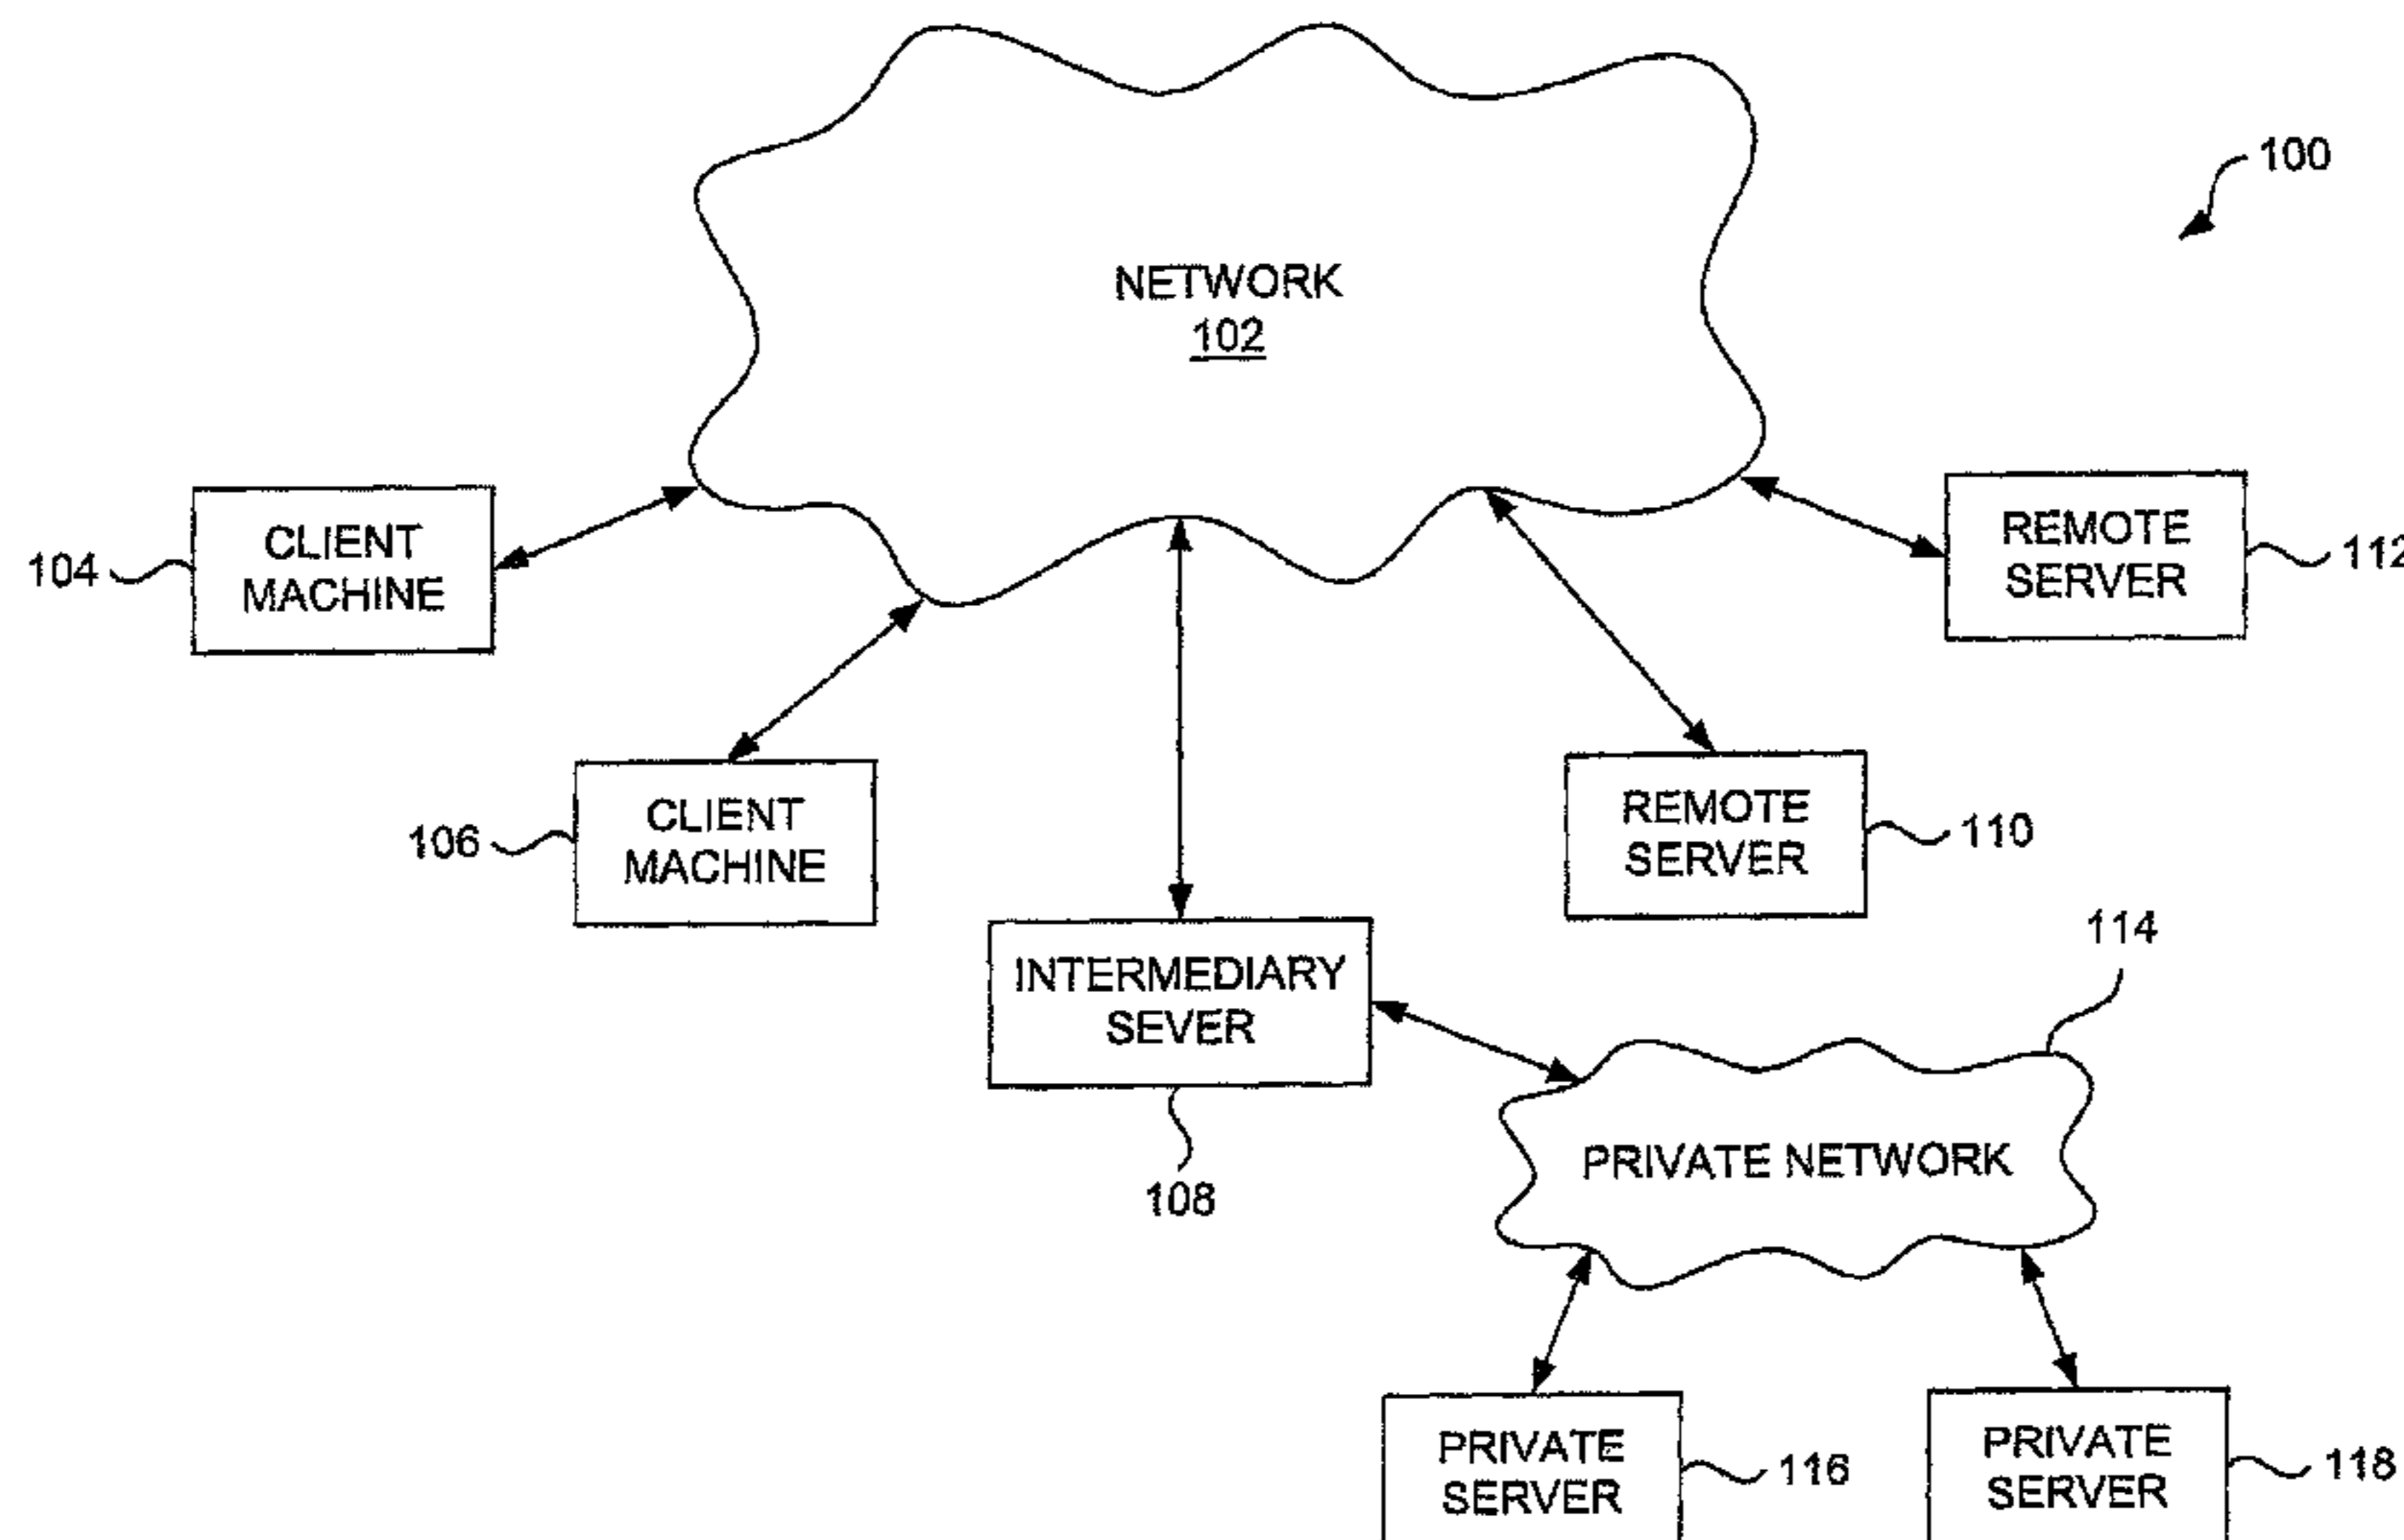 100
NETWORK
102
104
CLIENT
MACHINE
REMOTE
SERVER
112
106
CLIENT
MACHINE
REMOTE
SERVER
110
INTERMEDIARY
SEVER
108
114
PRIVATE NETWORK
PRIVATE
SERVER
116
PRIVATE
SERVER
118